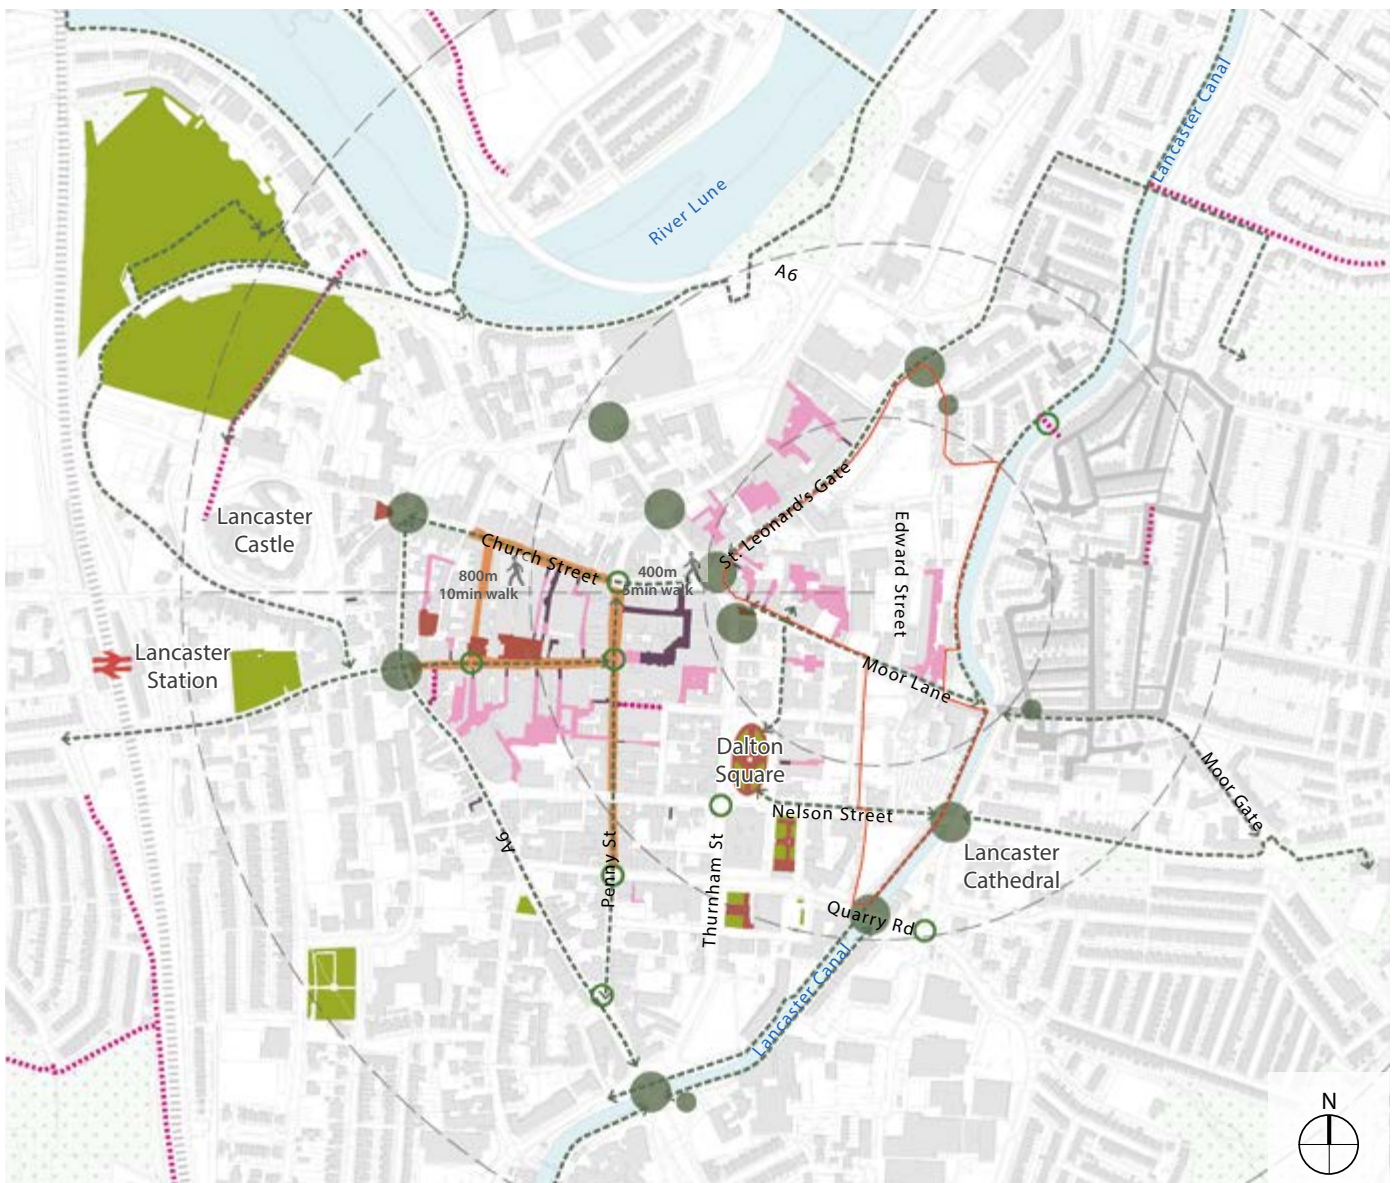 Lancaster Canal
River Lune
A6
St. Leonard's Gate
Lancaster
Castle
Edward Street
Church Street
800m
10min walk
400m
5min walk
Lancaster
Station
Moor Lane
Dalton
Square
Moor Gate
Nelson Street
A6
Penny St
Thurnham St
Lancaster
Cathedral
Quarry Rd
Lancaster Canal
N